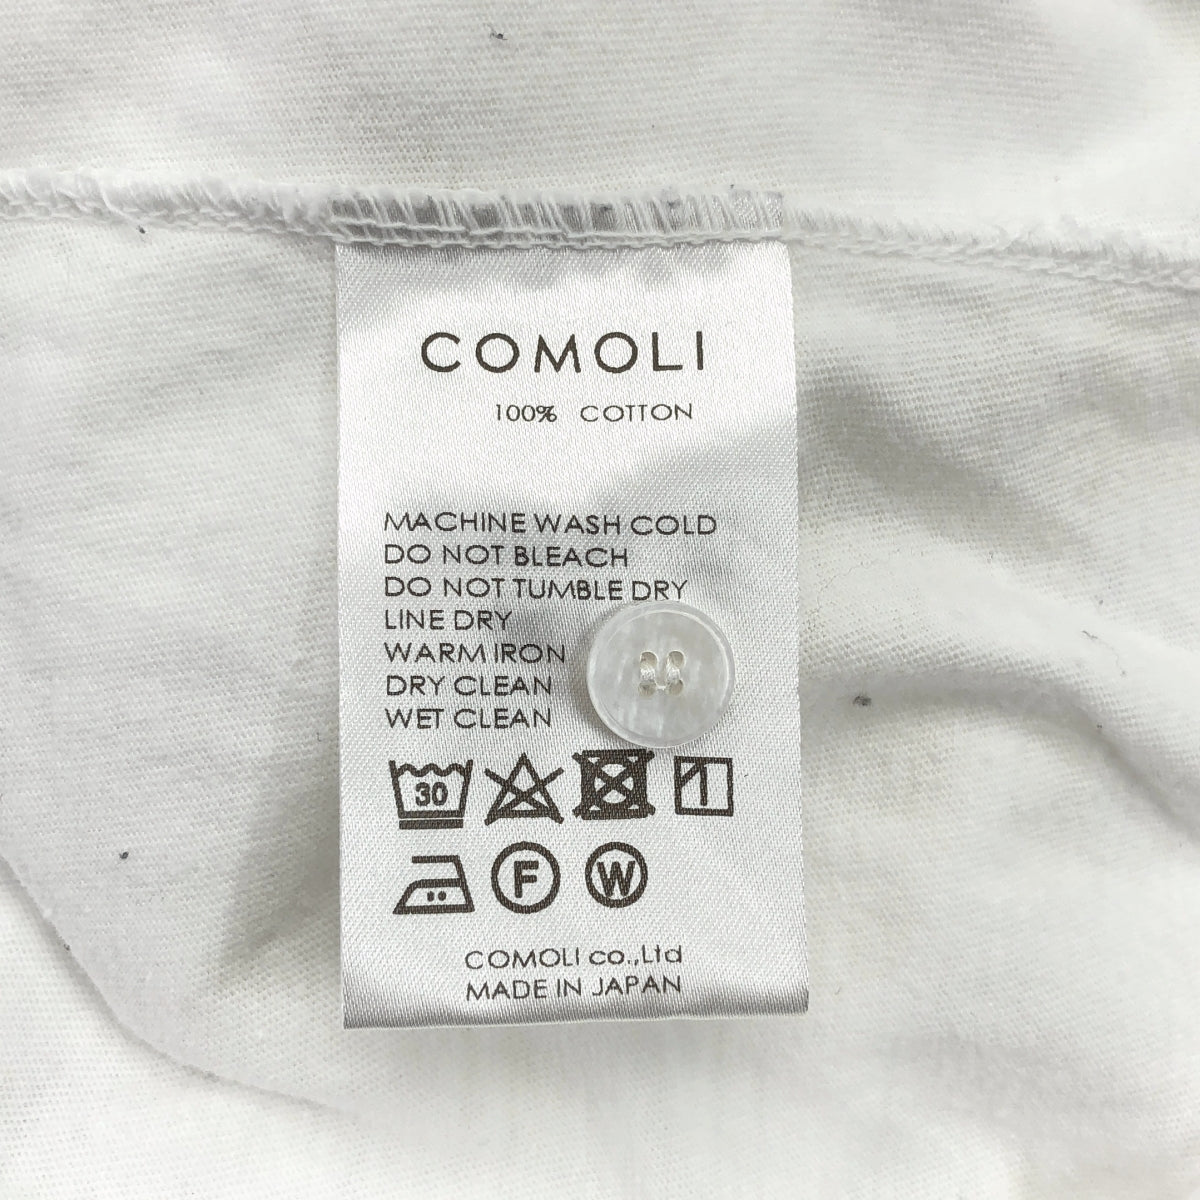 COMOLI
100% COTTON
MACHINE WASH COLD
DO NOT BLEACH
DO NOT TUMBLE DRY
LINE DRY
WARM IRON
DRY CLEAN
WET CLEAN
30
F W
COMOLI co.,Ltd
MADE IN JAPAN